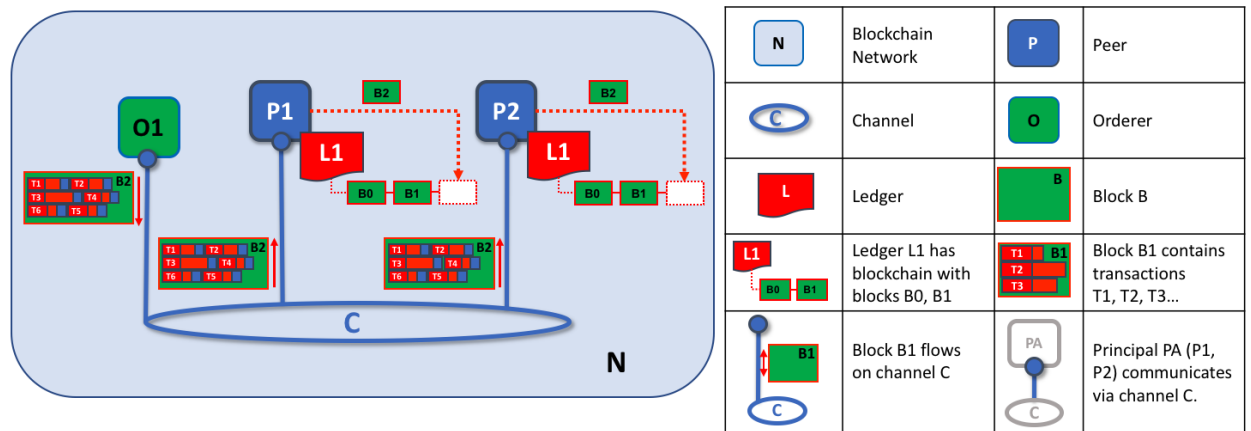 O1
P1
B2
P2
B2
L1
L1
B0 B1
B0 B1
B2
T1 T2
T3 T4
T6 T5
B2
T1 T2
T3 T4
T6 T5
B2
T1 T2
T3 T4
T6 T5
C
N
N
Blockchain
Network
P
Peer
C
Channel
O
Orderer
L
Ledger
B
Block B
L1
B0 B1
Ledger L1 has
blockchain with
blocks B0, B1
B1
T1
T2
T3
Block B1 contains
transactions
T1, T2, T3...
B1
C
Block B1 flows
on channel C
PA
C
Principal PA (P1,
P2) communicates
via channel C.